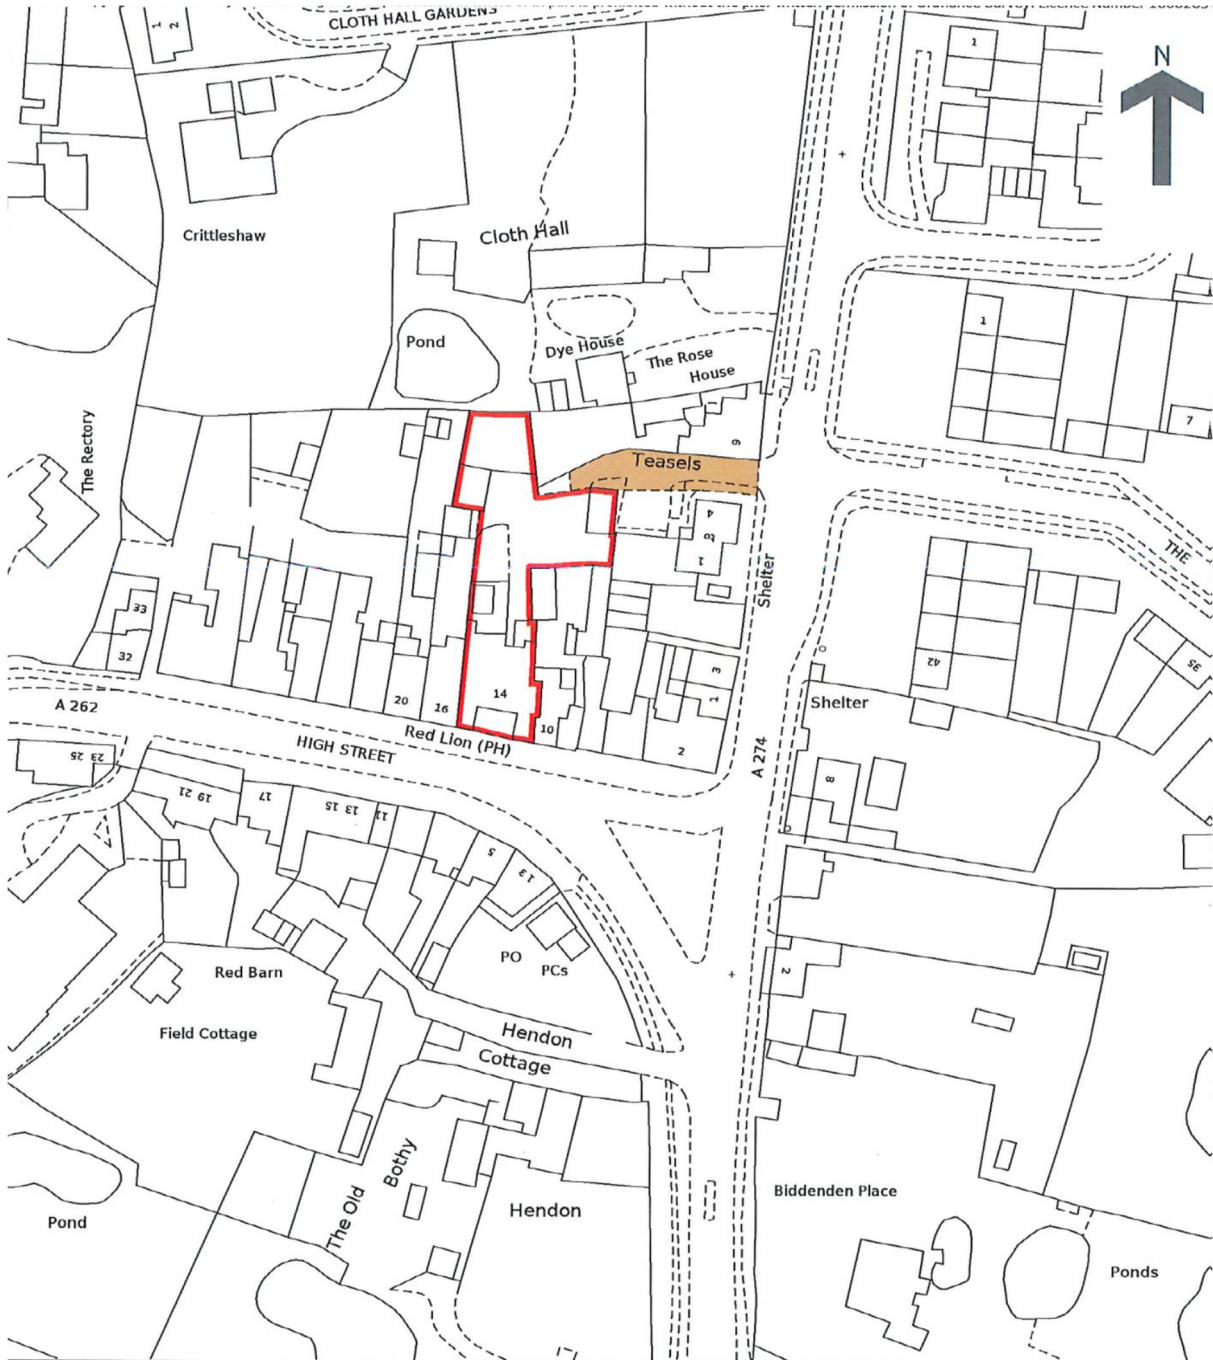 CLOTH HALL GARDENS
1
2
1
N
Crittleshaw
Cloth Hall
Pond
Dye House
The Rose
House
1
7
The Rectory
9
Teasels
4
1
THE
Shelter
33
32
20
16
14
10
3
1
2
42
35
A 262
Red Lion (PH)
HIGH STREET
A 274
Shelter
8
25 23
21 19
17
15 13
11
5
1
PO
PCs
2
Red Barn
Field Cottage
Hendon
Cottage
The Old
Bothy
Hendon
Biddenden Place
Pond
Ponds